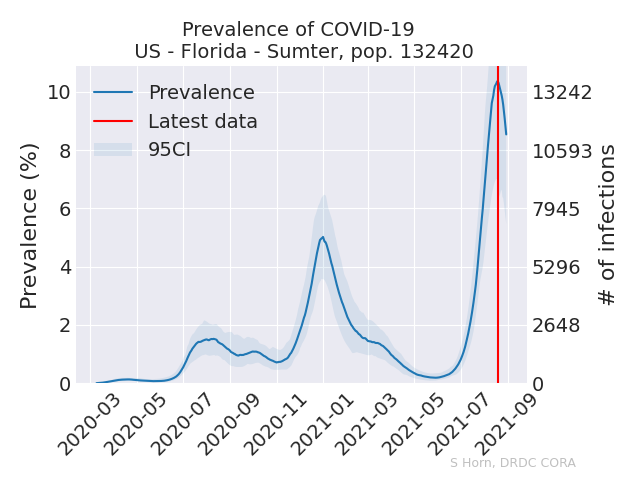 Prevalence of COVID-19
US - Florida - Sumter, pop. 132420
Prevalence
Latest data
95CI
Prevalence (%)
10
8
6
4
2
0
13242
10593
7945
5296
2648
0
# of infections
2020-03
2020-05
2020-07
2020-09
2020-11
2021-01
2021-03
2021-05
2021-07
2021-09
S Horn, DRDC CORA